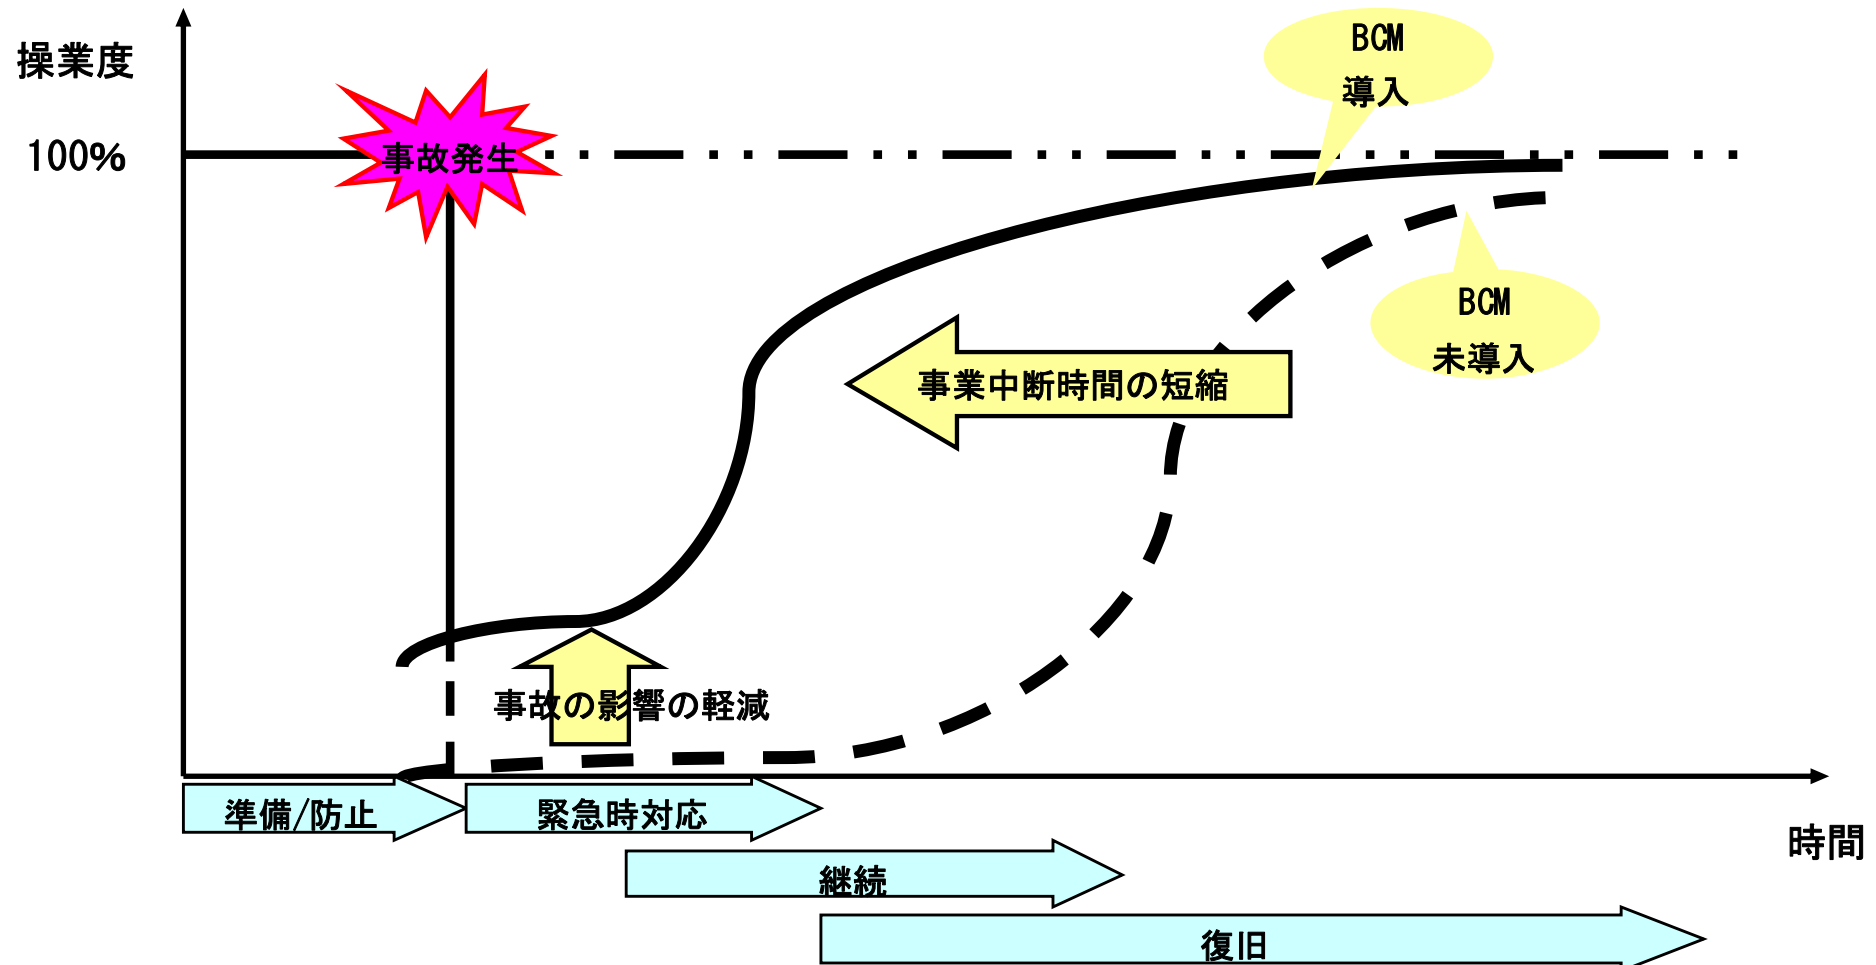 操業度
BCM
導入
100%
事故発生
BCM
未導入
事業中断時間の短縮
事故の影響の軽減
準備/防止
緊急時対応
時間
継続
復旧